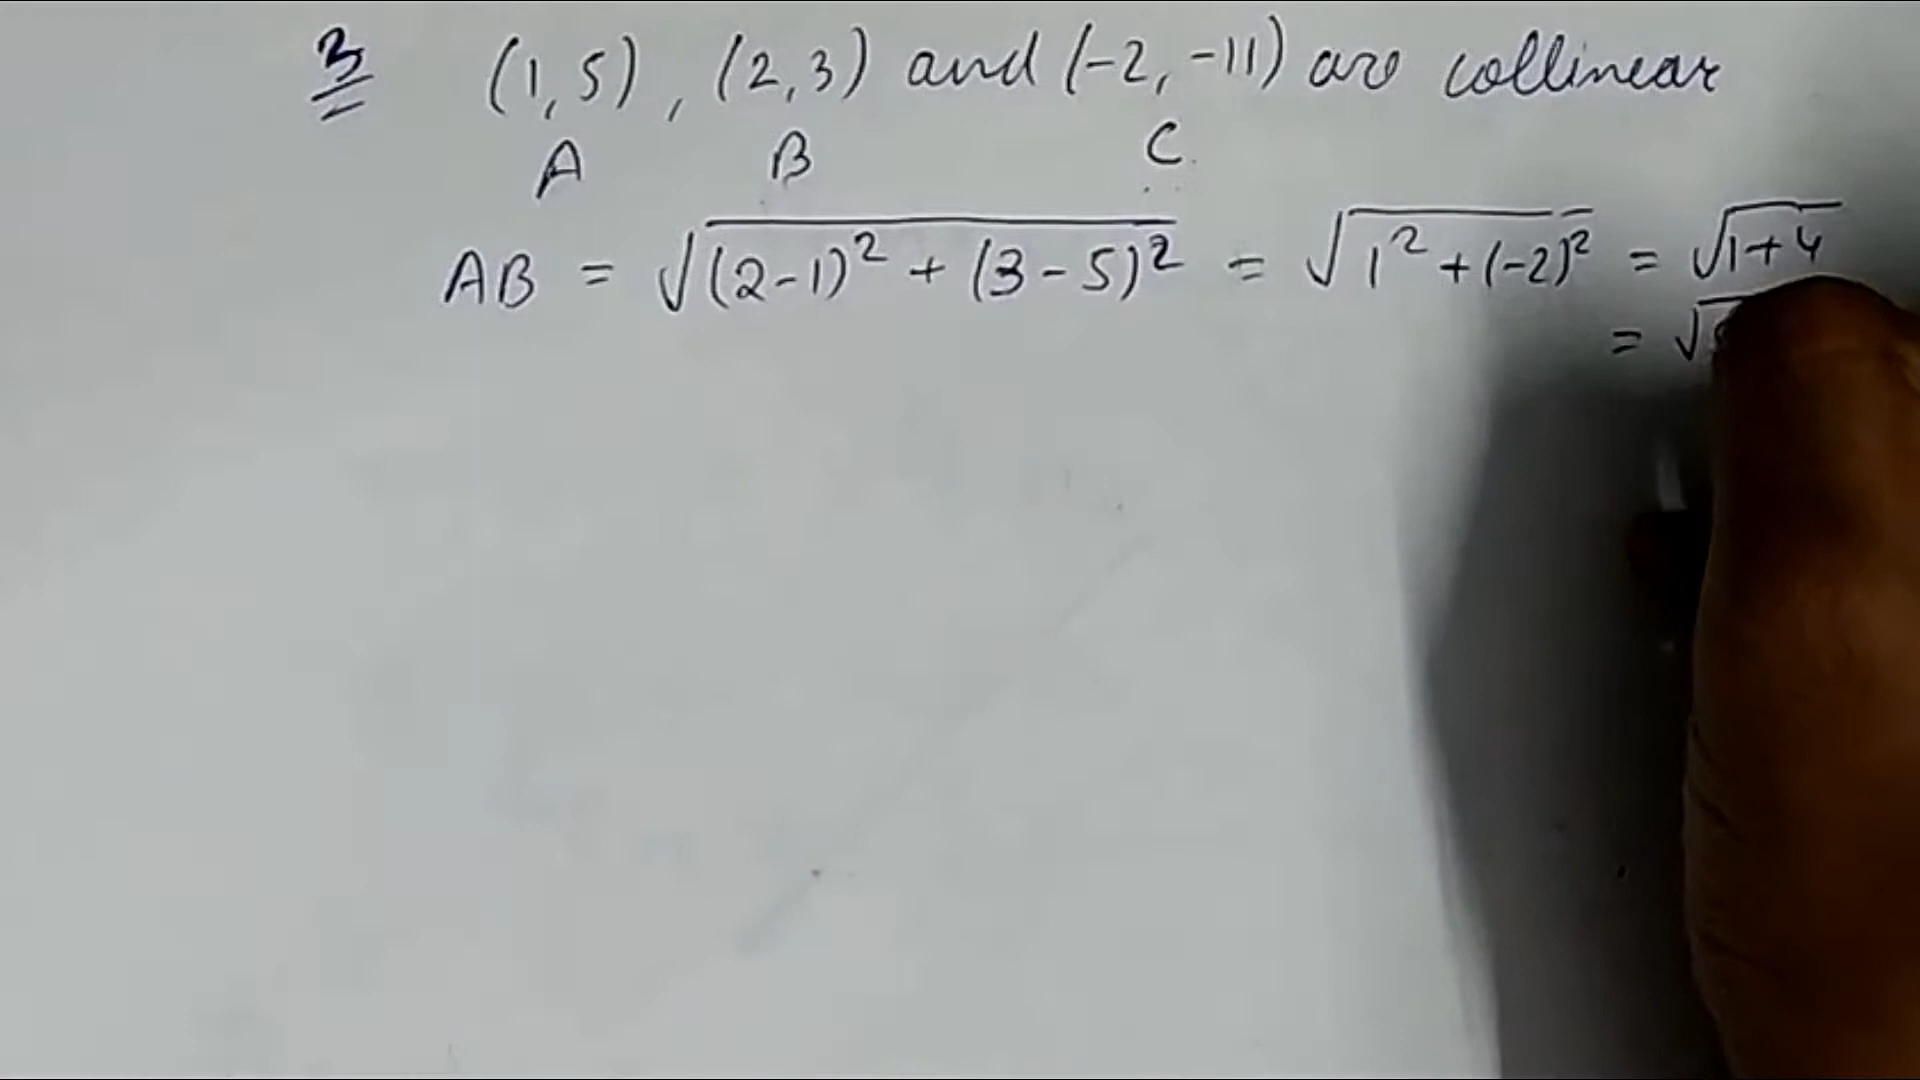 3 (1,5), (2,3) and (-2, -11) are collinear
A B C
AB = √(2-1)² + (3-5)² = √1² + (-2)² = √1+4
= √